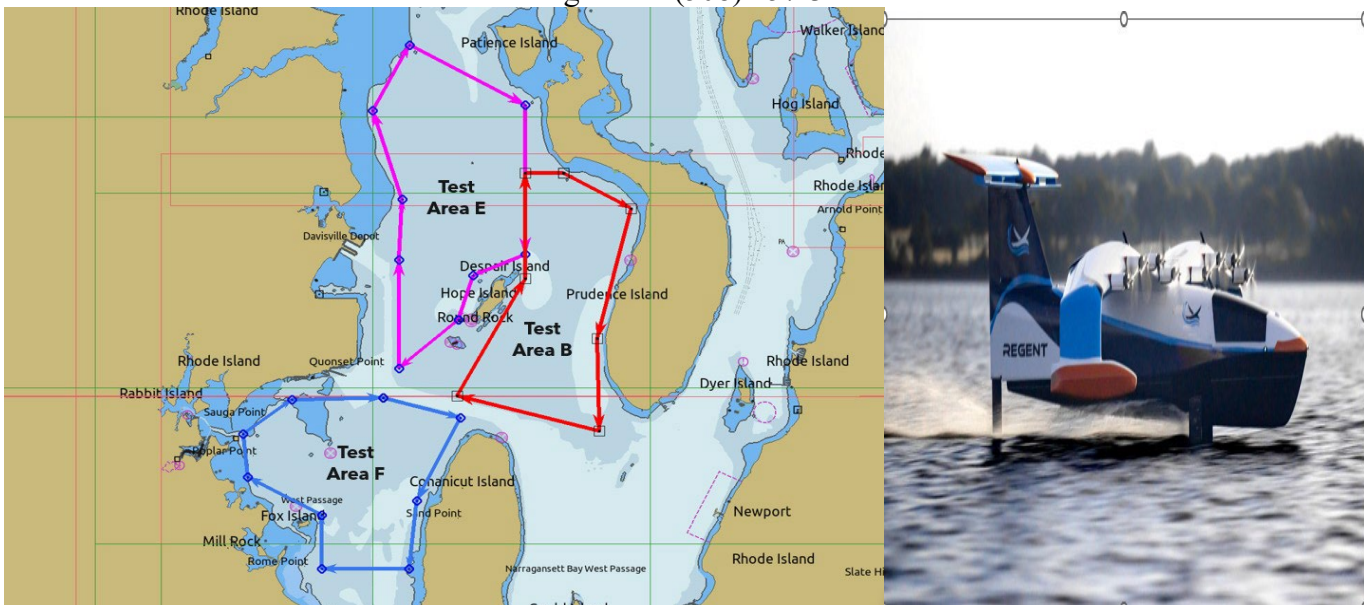 Rhode Island
Patience Island
Walker Island
Hog Island
Test
Area E
Rhode Island
Arnold Point
Davisville Depot
PA
Despair Island
Hope Island
Prudence Island
Round Rock
Test
Area B
Quonset Point
Rhode Island
Rhode Island
Dyer Island
Rabbit Island
Sauga Point
Poplar Point
Test
Area F
Conanicut Island
West Passage
Fox Island
Sand Point
Newport
Mill Rock
Rome Point
Rhode Island
Narragansett Bay West Passage
Slate Hi
REGENT